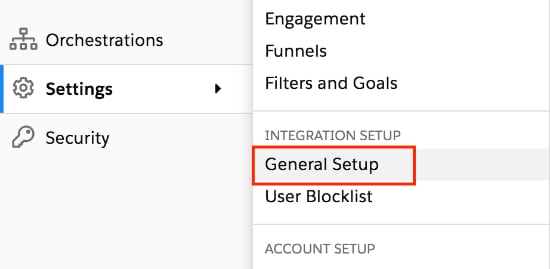 Orchestrations
Settings
Security
Engagement
Funnels
Filters and Goals
INTEGRATION SETUP
General Setup
User Blocklist
ACCOUNT SETUP